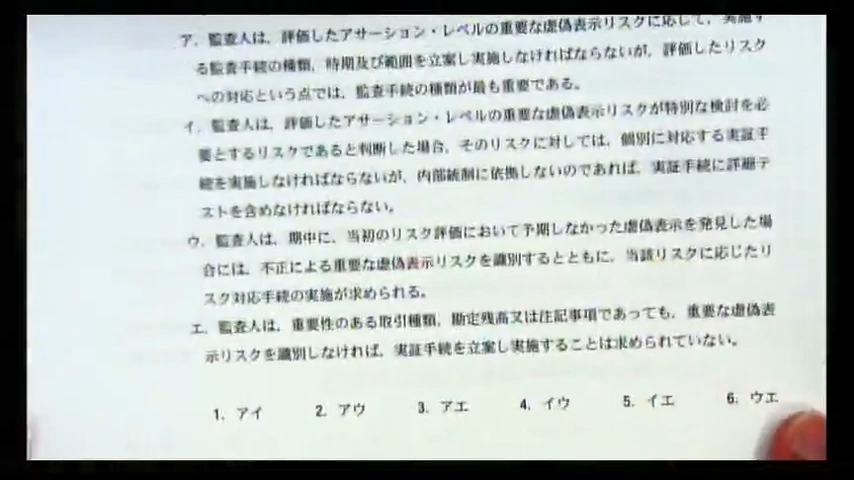 ア．監査人は，評価したアサーション・レベルの重要な虚偽表示リスクに応じて，実施す
る監査手続の種類，時期及び範囲を立案し実施しなければならないが，評価したリスク
への対応という点では，監査手続の種類が最も重要である。
イ．監査人は，評価したアサーション・レベルの重要な虚偽表示リスクが特別な検討を必
要とするリスクであると判断した場合，そのリスクに対しては，個別に対応する実証手
続を実施しなければならないが，内部統制に依拠しないのであれば，実証手続に詳細テ
ストを含めなければならない。
ウ．監査人は，期中に，当初のリスク評価において予期しなかった虚偽表示を発見した場
合には，不正による重要な虚偽表示リスクを識別するとともに，当該リスクに応じたリ
スク対応手続の実施が求められる。
エ．監査人は，重要性のある取引種類，勘定残高又は注記事項であっても，重要な虚偽表
示リスクを識別しなければ，実証手続を立案し実施することは求められていない。
1．アイ　2．アウ　3．アエ　4．イウ　5．イエ　6．ウエ